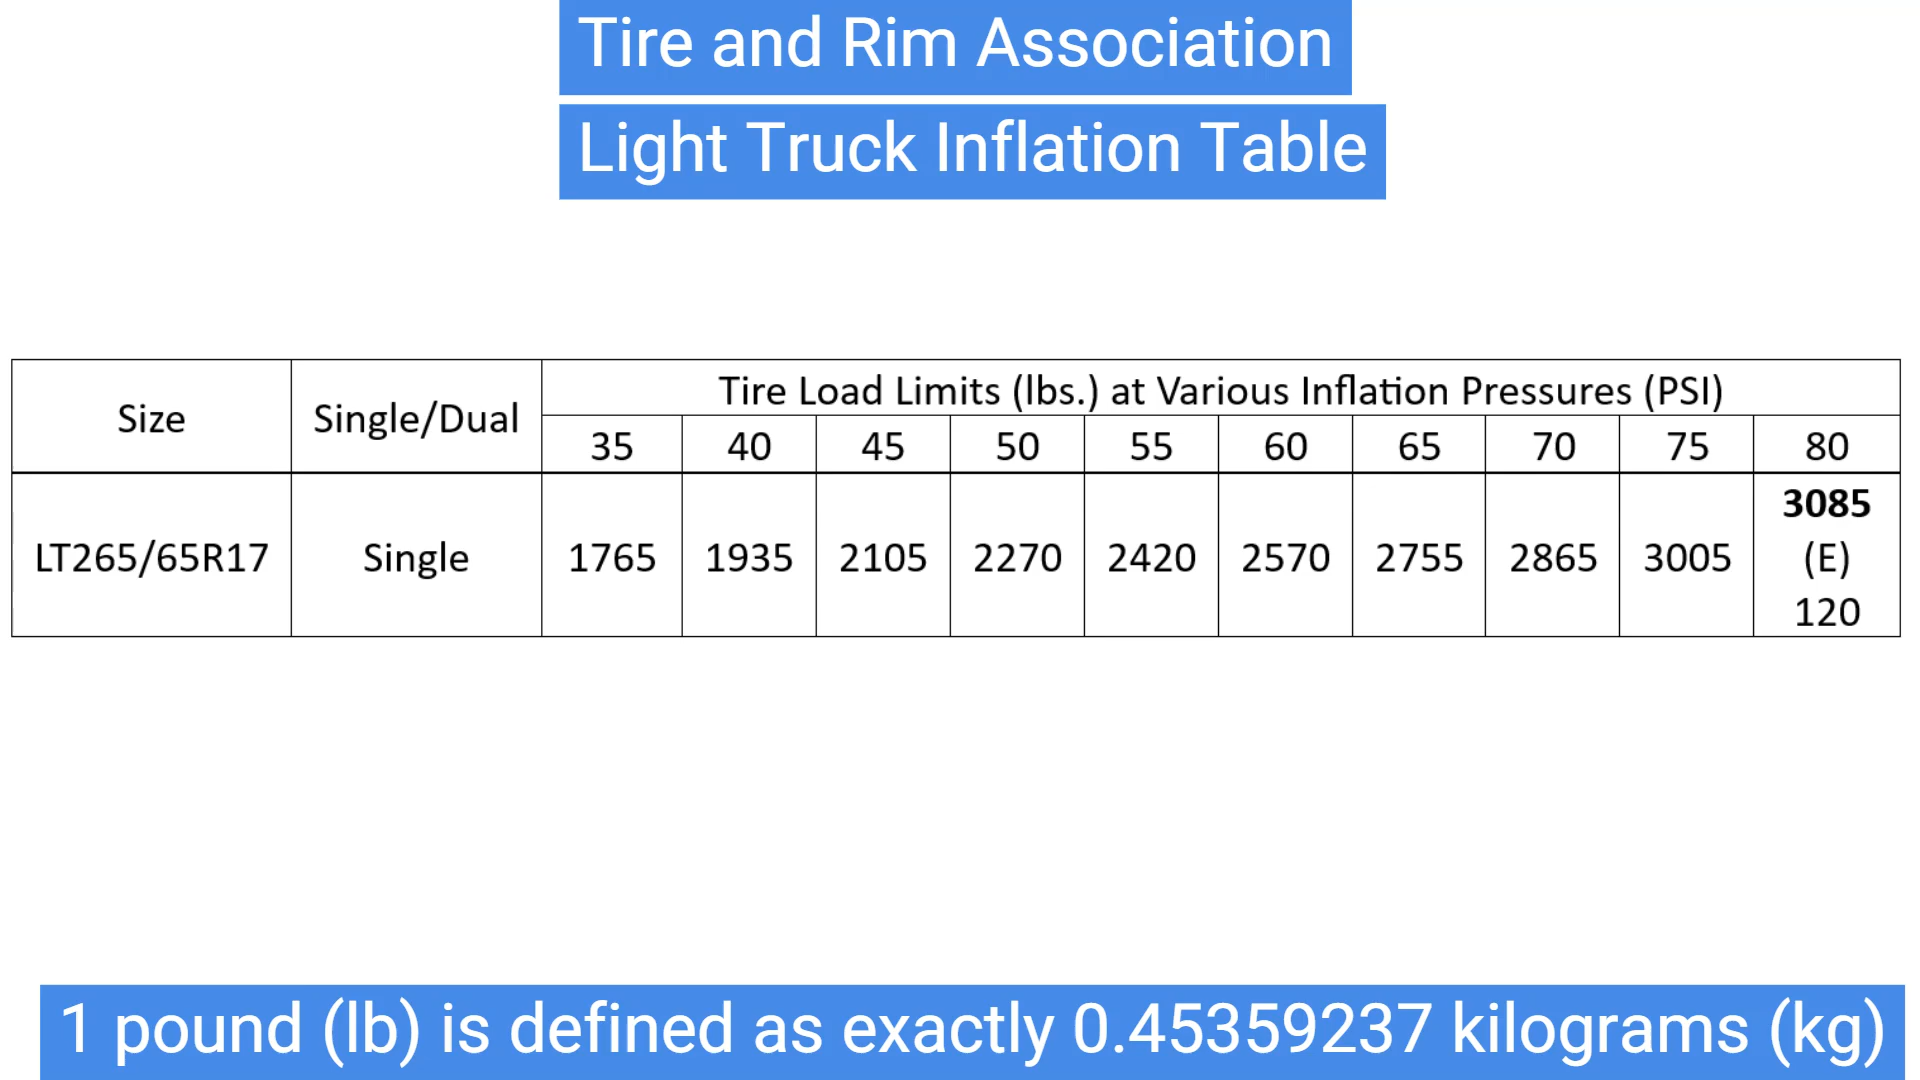 Tire and Rim Association
Light Truck Inflation Table
Size Single/Dual Tire Load Limits (lbs.) at Various Inflation Pressures (PSI)
35 40 45 50 55 60 65 70 75 80
LT265/65R17 Single 1765 1935 2105 2270 2420 2570 2755 2865 3005 3085
(E)
120
1 pound (lb) is defined as exactly 0.45359237 kilograms (kg)